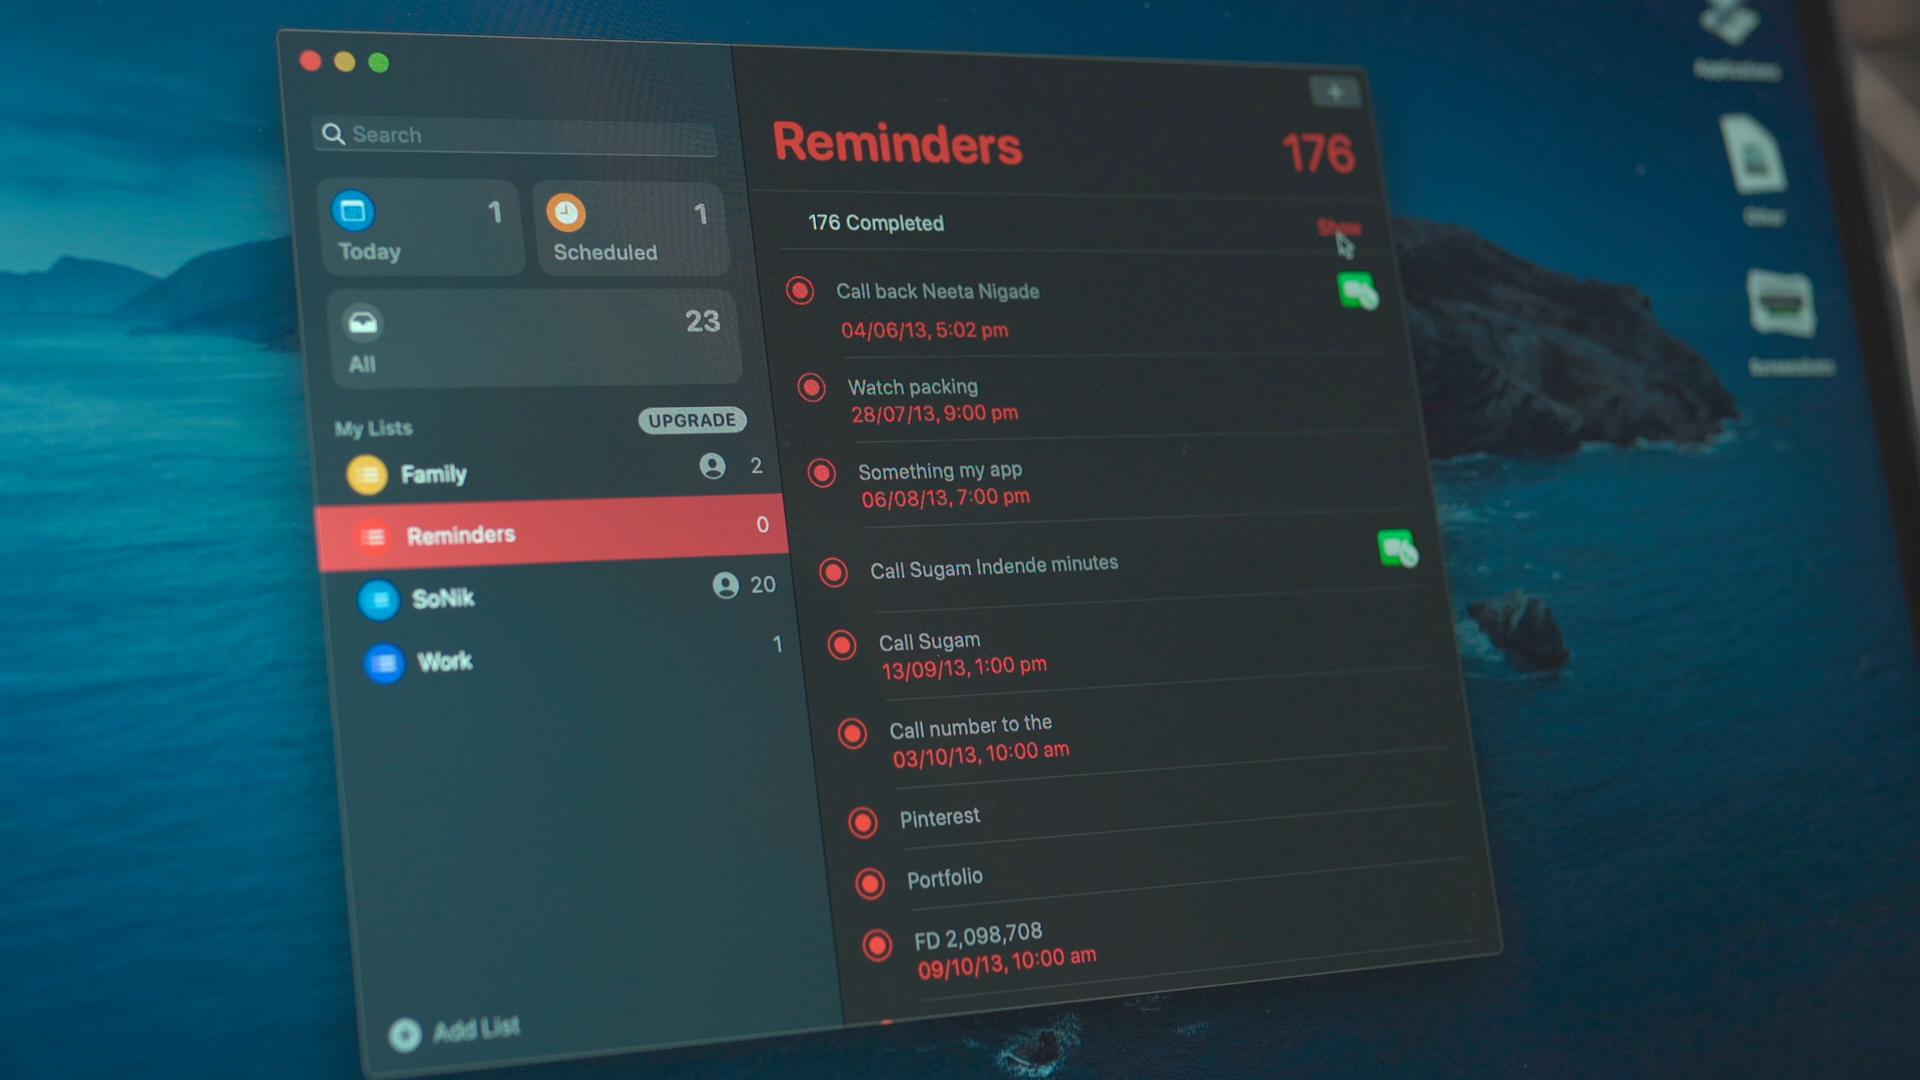 Search
Today
1
Scheduled
1
All
23
My Lists
UPGRADE
Family
2
Reminders
0
SoNik
20
Work
1
Add List
Reminders
176
176 Completed
Show
Call back Neeta Nigade
04/06/13, 5:02 pm
Watch packing
28/07/13, 9:00 pm
Something my app
06/08/13, 7:00 pm
Call Sugam Indende minutes
Call Sugam
13/09/13, 1:00 pm
Call number to the
03/10/13, 10:00 am
Pinterest
Portfolio
FD 2,098,708
09/10/13, 10:00 am
Applications
Other
Screenshots